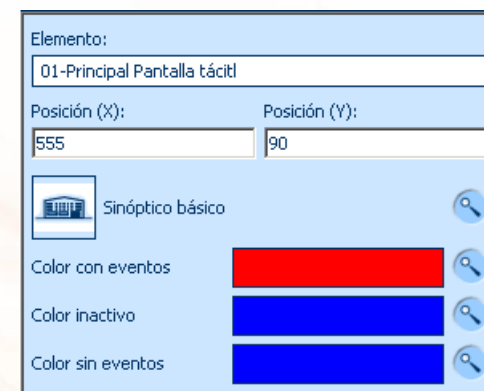 Elemento:
01-Principal Pantalla tácitl
Posición (X): Posición (Y):
555 90
Sinóptico básico
Color con eventos
Color inactivo
Color sin eventos